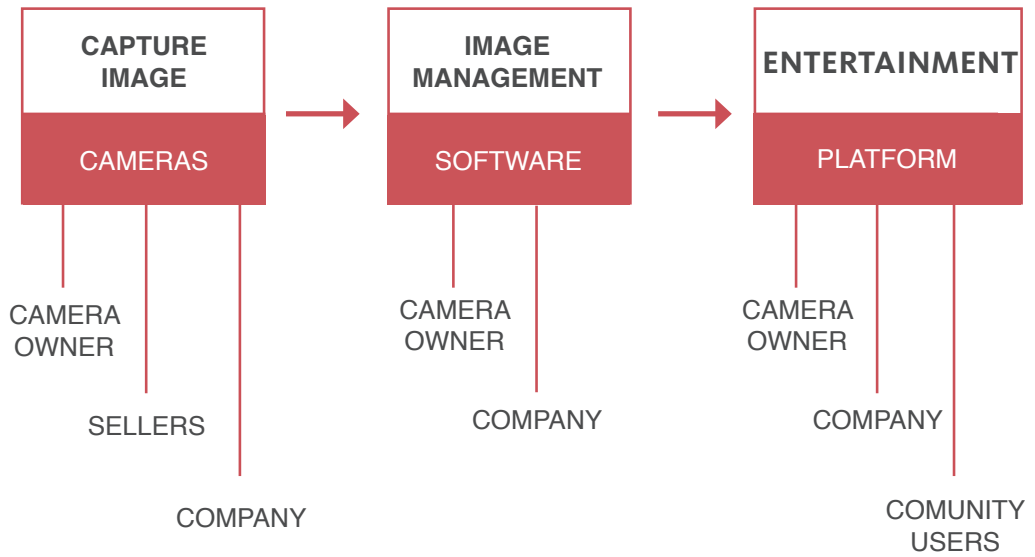 CAPTURE
IMAGE
CAMERAS
CAMERA
OWNER
SELLERS
COMPANY
IMAGE
MANAGEMENT
SOFTWARE
CAMERA
OWNER
COMPANY
ENTERTAINMENT
PLATFORM
CAMERA
OWNER
COMPANY
COMUNITY
USERS